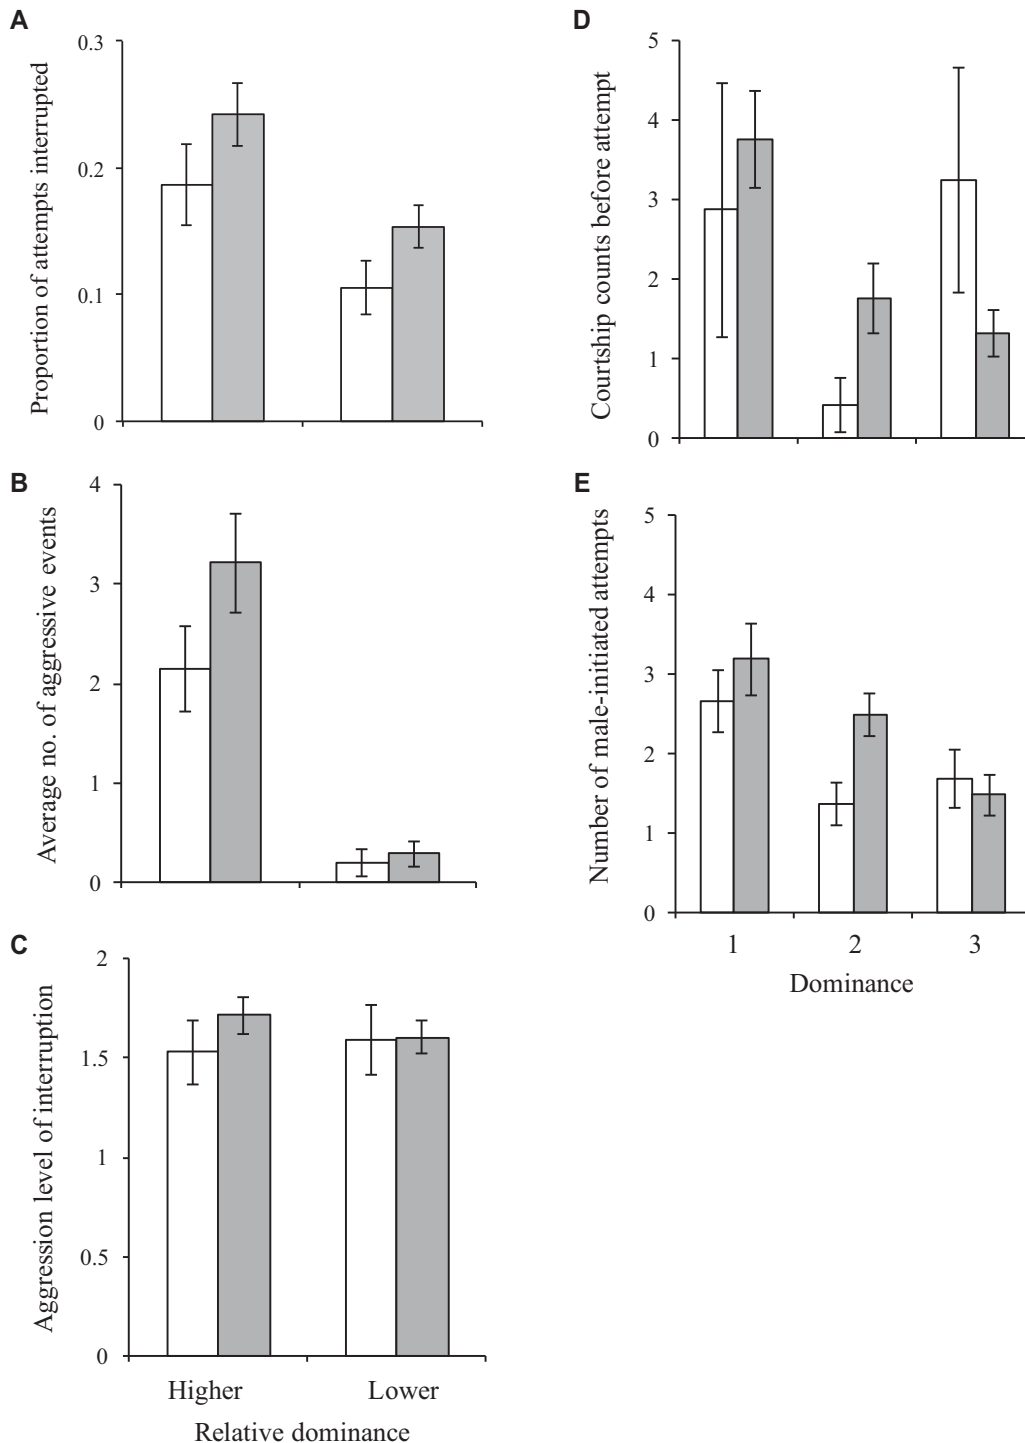 A
Proportion of attempts interrupted
0.3
0.2
0.1
0
B
Average no. of aggressive events
4
3
2
1
0
C
Aggression level of interruption
2
1.5
1
0.5
0
Higher Lower
Relative dominance
D
Courtship counts before attempt
5
4
3
2
1
0
E
Number of male-initiated attempts
5
4
3
2
1
0
1 2 3
Dominance